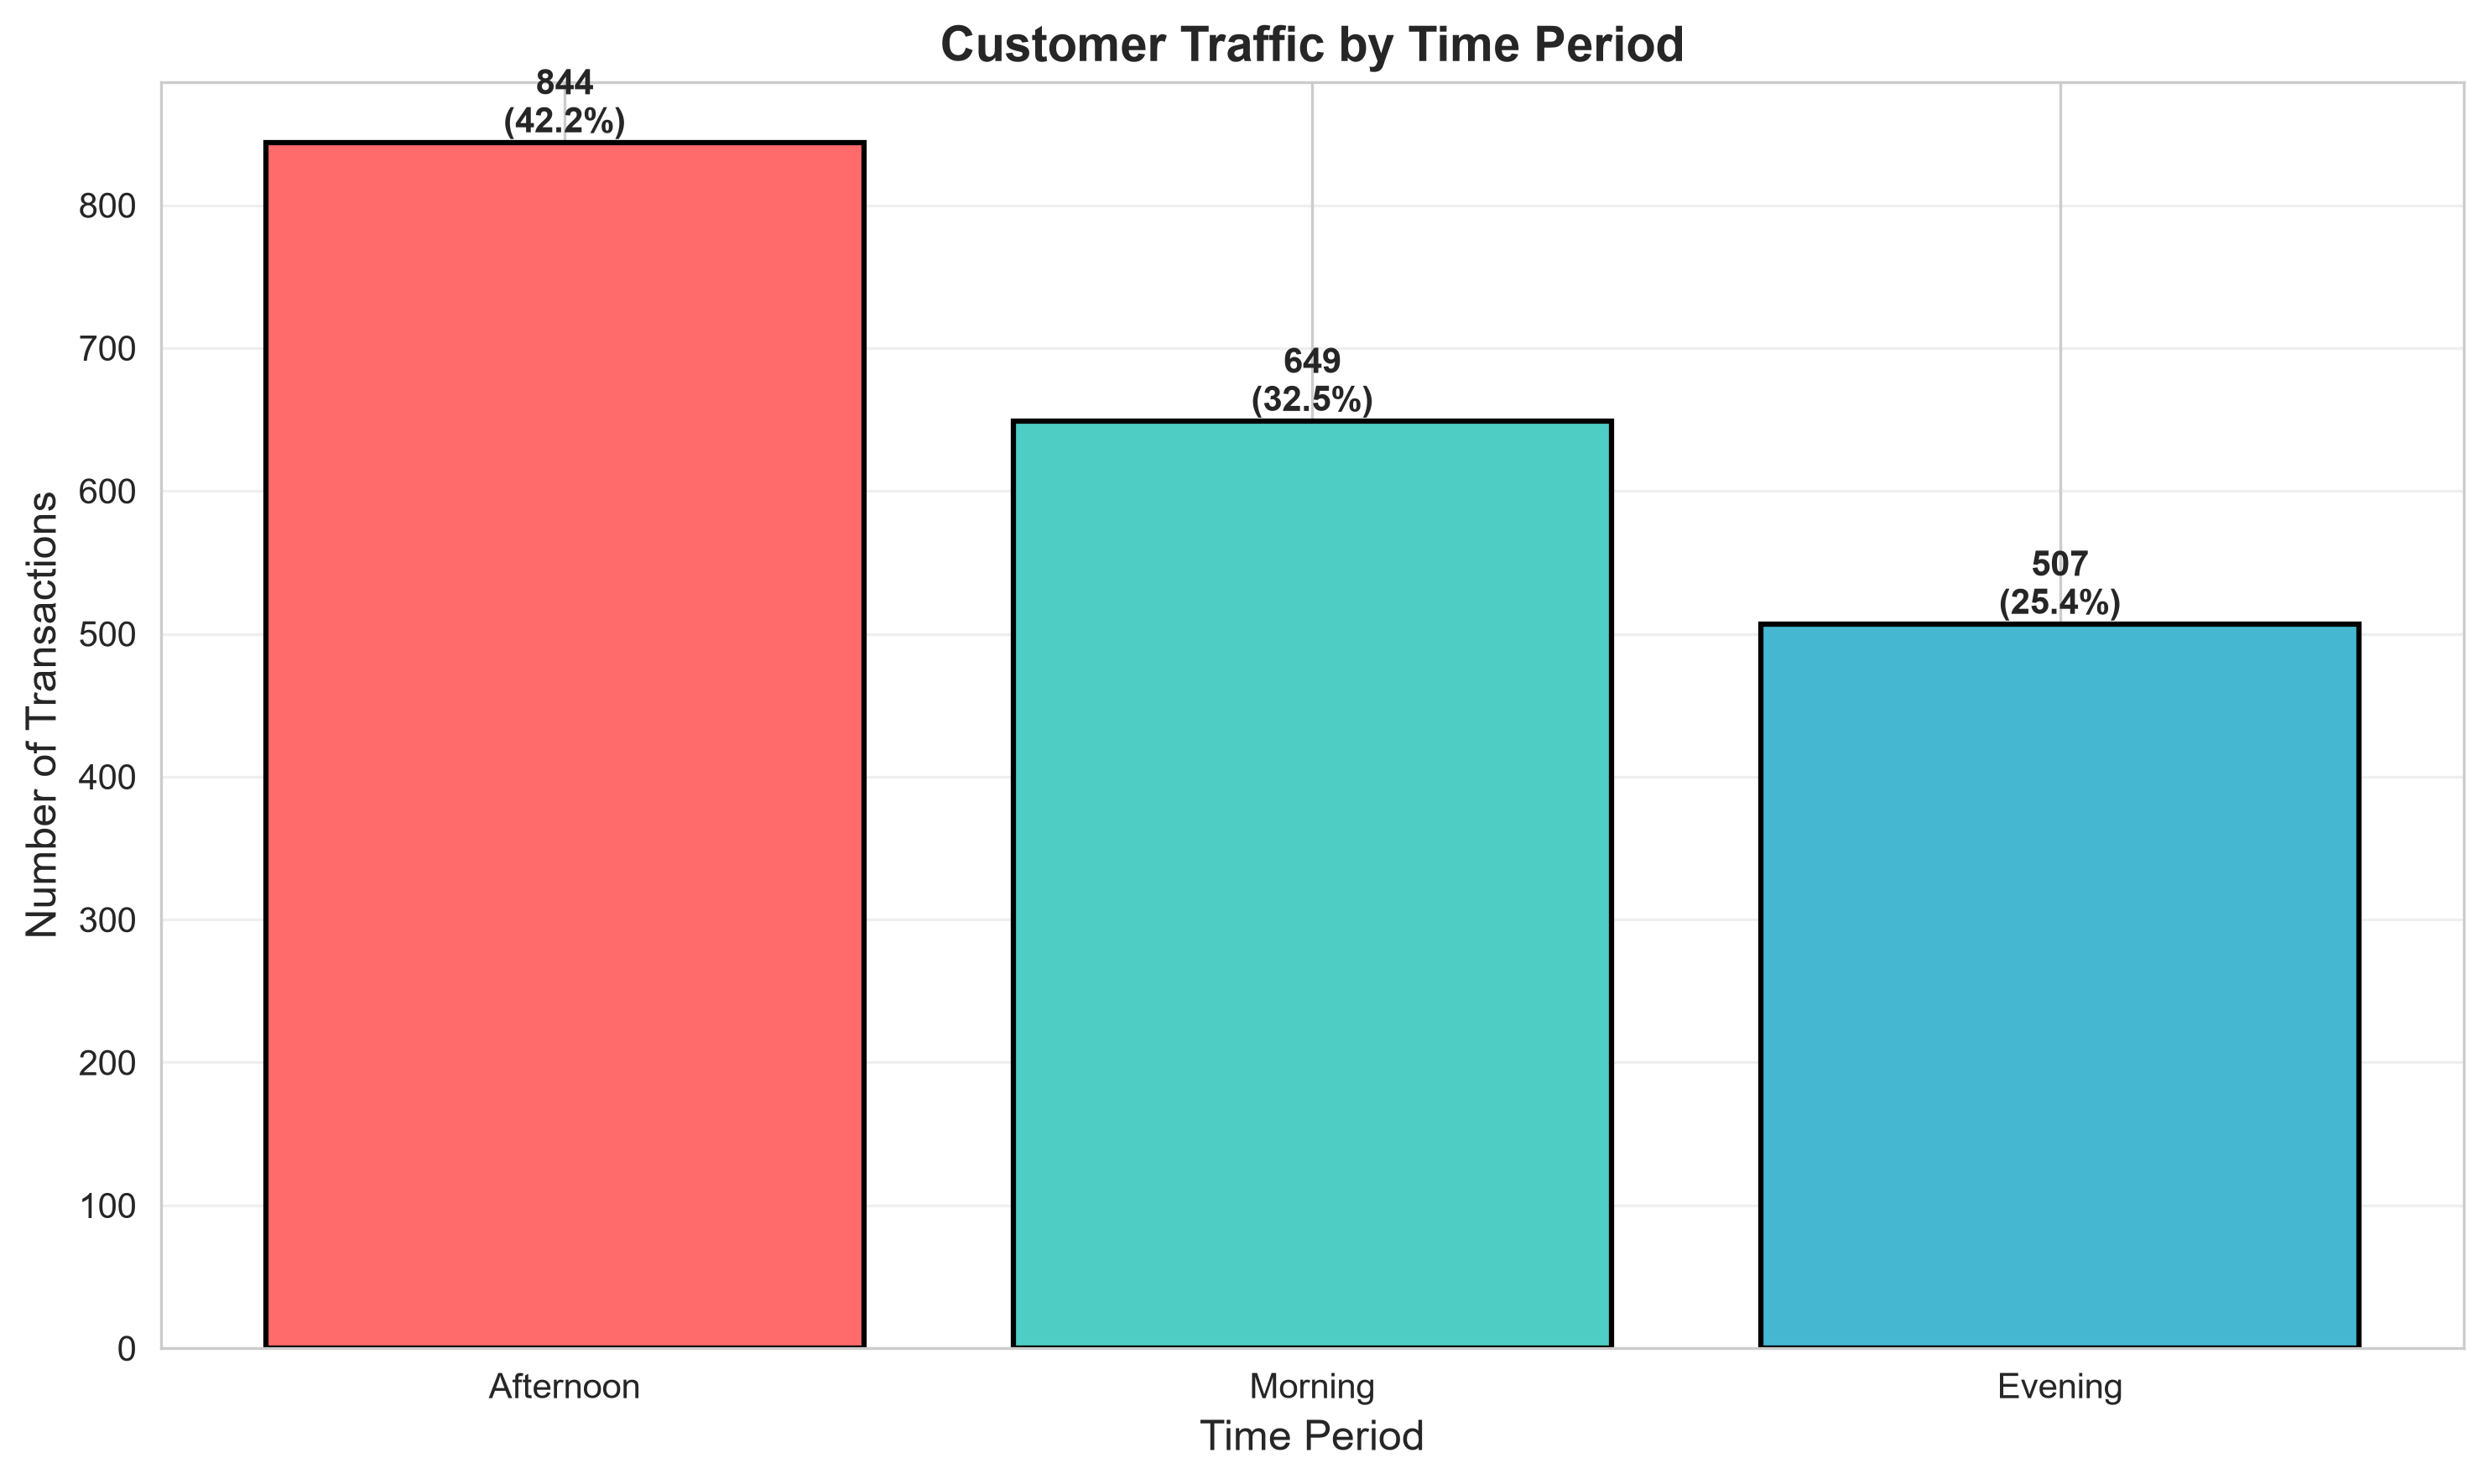 Customer Traffic by Time Period
844
(42.2%)
649
(32.5%)
507
(25.4%)
800
700
600
500
400
300
200
100
0
Number of Transactions
Afternoon
Morning
Evening
Time Period